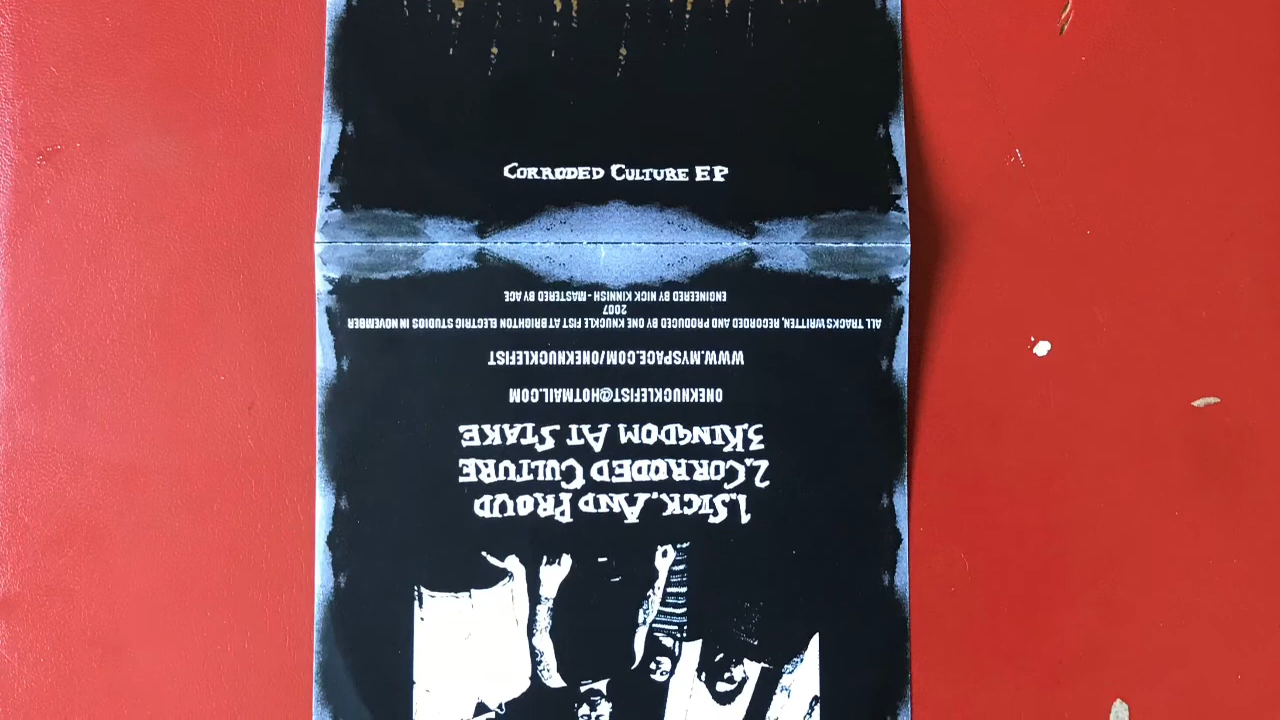 CORRODED CULTURE EP
1.SICK, AND PROUD
2.CORRODED CULTURE
3.KINGDOM AT STAKE
ONEKNUCKLEFIST@HOTMAIL.COM
WWW.MYSPACE.COM/ONEKNUCKLEFIST
ALL TRACKS WRITTEN, RECORDED AND PRODUCED BY ONE KNUCKLE FIST AT BRIGHTON ELECTRIC STUDIOS IN NOVEMBER
2007
ENGINEERED BY NICK KINNISH - MASTERED BY ACE